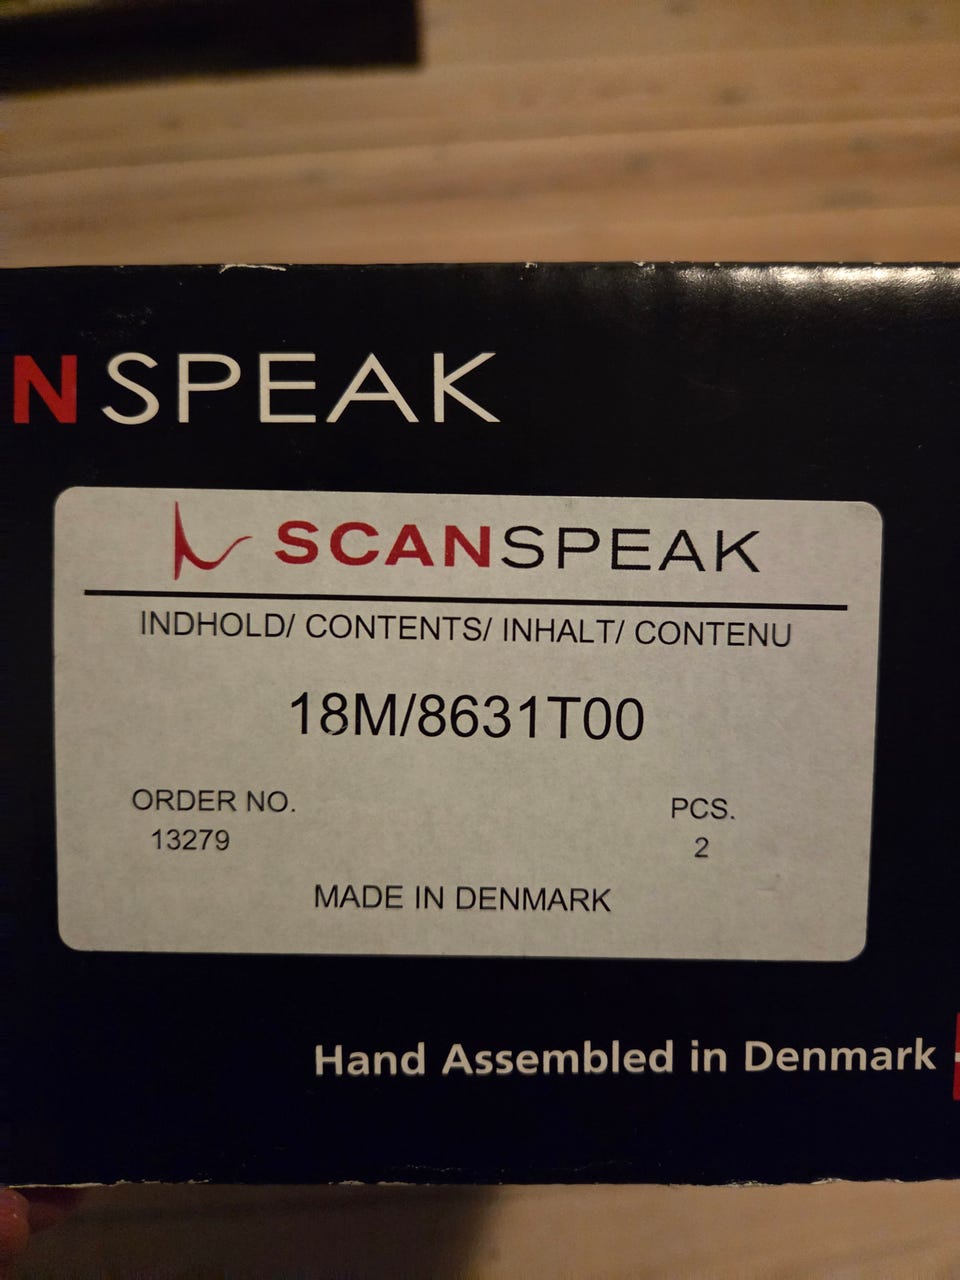 NSPEAK
SCANSPEAK
INDHOLD/ CONTENTS/ INHALT/ CONTENU
18M/8631T00
ORDER NO.
PCS.
13279
2
MADE IN DENMARK
Hand Assembled in Denmark